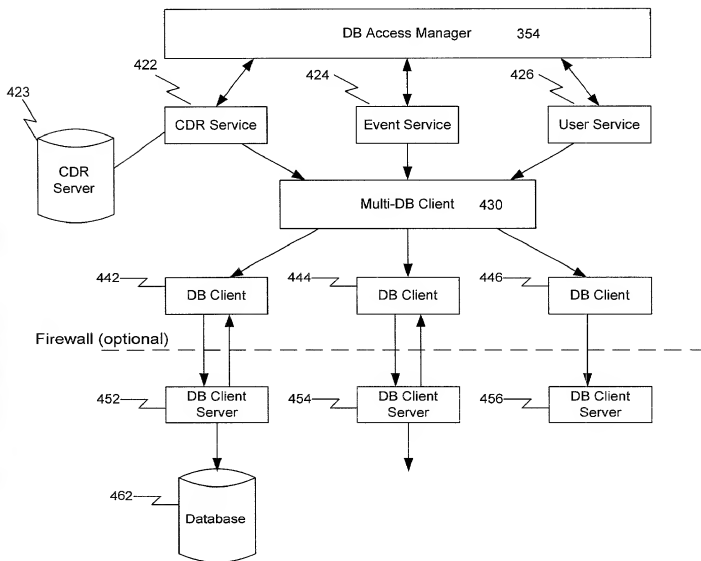 DB Access Manager 354
422
424
426
423
CDR Service
Event Service
User Service
CDR
Server
Multi-DB Client 430
442
444
446
DB Client
DB Client
DB Client
Firewall (optional)
452
DB Client
Server
454
DB Client
Server
456
DB Client
Server
462
Database